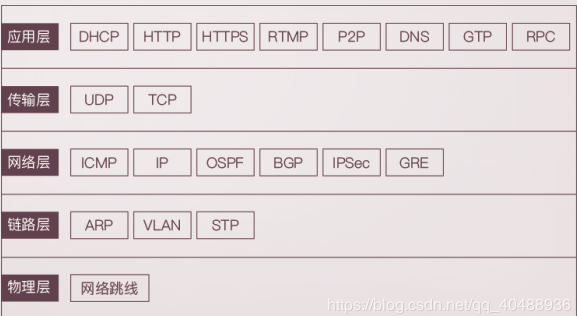 应用层 DHCP HTTP HTTPS RTMP P2P DNS GTP RPC
传输层 UDP TCP
网络层 ICMP IP OSPF BGP IPSec GRE
链路层 ARP VLAN STP
物理层 网络跳线
https://blog.csdn.net/qq_40488936